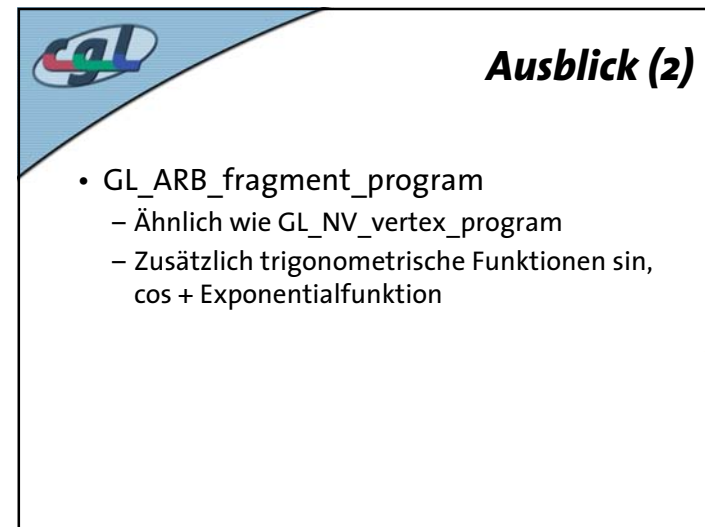 cgl
Ausblick (2)
• GL_ARB_fragment_program
– Ähnlich wie GL_NV_vertex_program
– Zusätzlich trigonometrische Funktionen sin,
cos + Exponentialfunktion